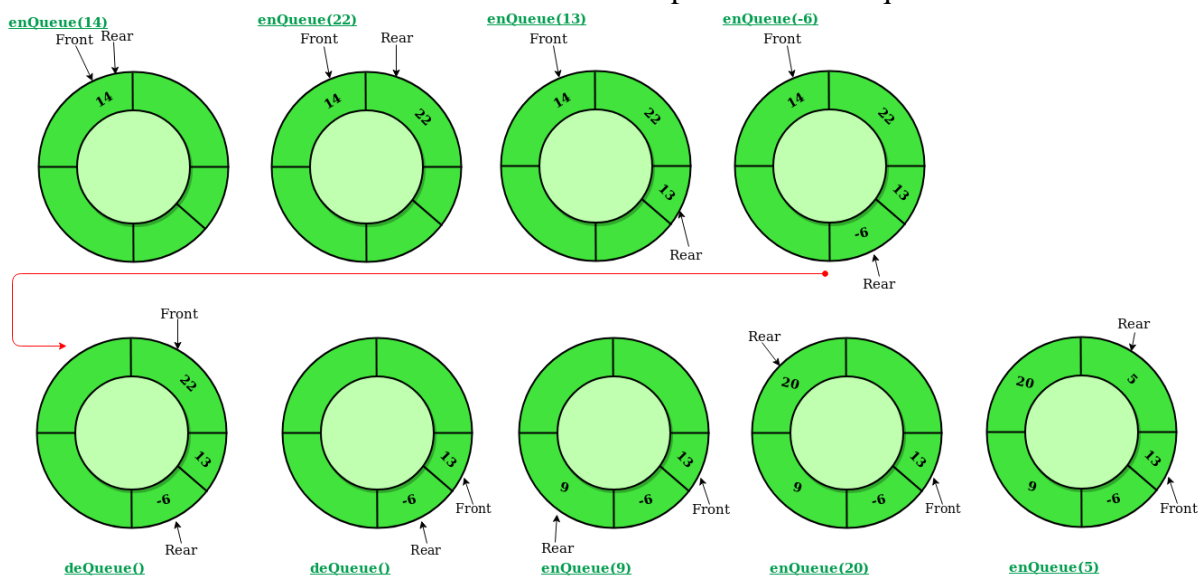 enQueue(14)
Front Rear
14
enQueue(22)
Front Rear
14
22
enQueue(13)
Front
14
22
13
Rear
enQueue(-6)
Front
14
22
13
-6
Rear
Front
22
13
-6
Rear
deQueue()
13
-6
Front
Rear
deQueue()
13
9
-6
Front
Rear
enQueue(9)
Rear
20
13
9
-6
Front
enQueue(20)
Rear
20
5
13
9
-6
Front
enQueue(5)